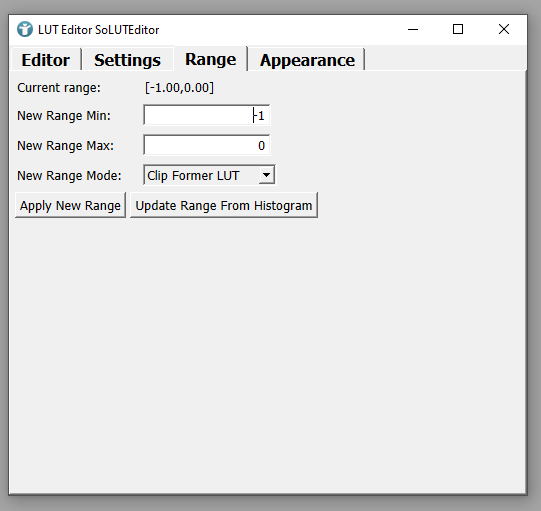 LUT Editor SoLUTEditor
Editor Settings Range Appearance
Current range: [-1.00,0.00]
New Range Min: -1
New Range Max: 0
New Range Mode: Clip Former LUT
Apply New Range Update Range From Histogram